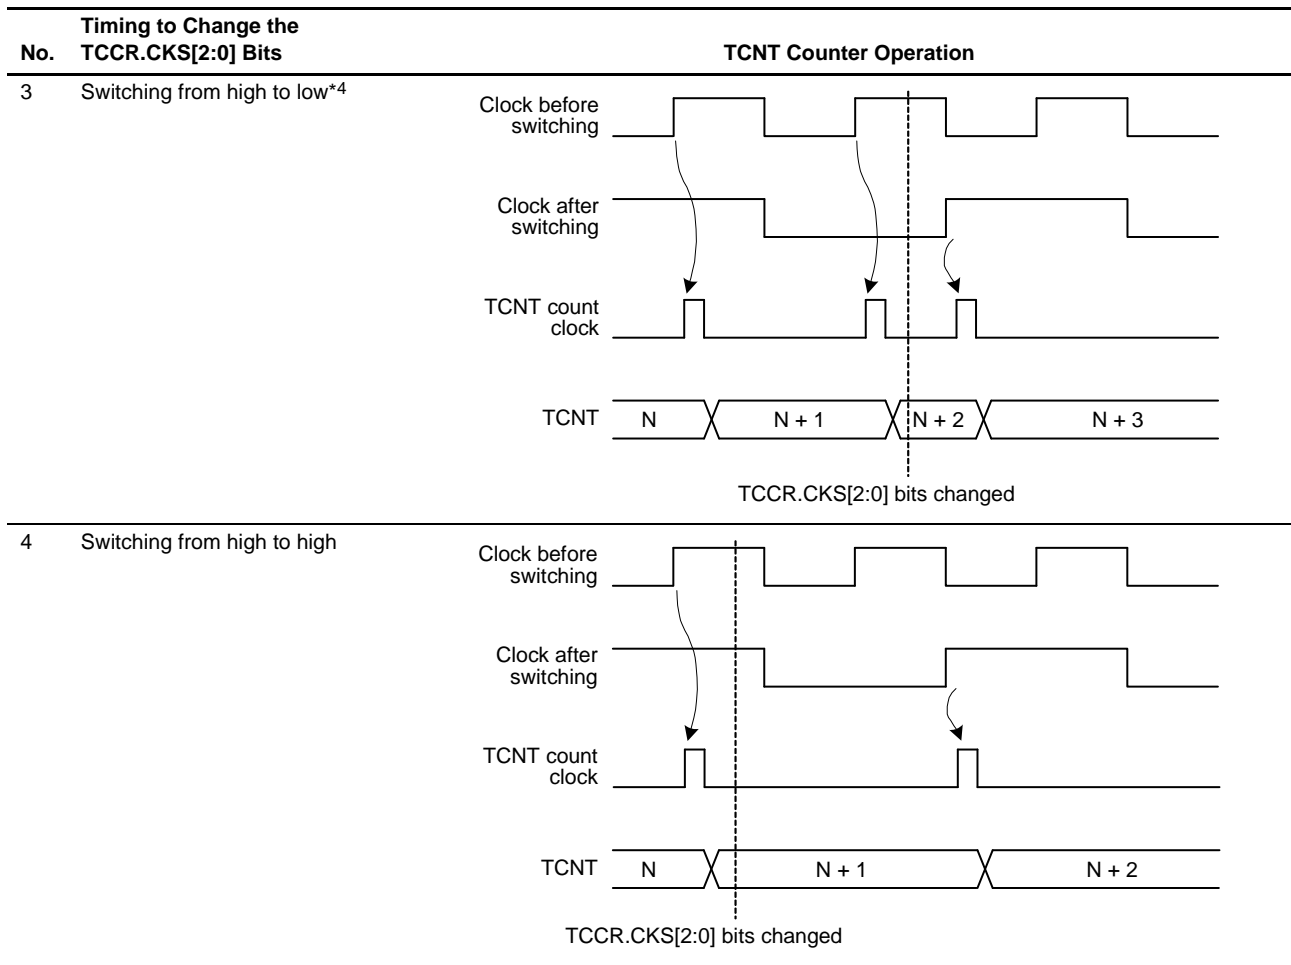 No. Timing to Change the TCCR.CKS[2:0] Bits TCNT Counter Operation
3 Switching from high to low*4
Clock before
switching
Clock after
switching
TCNT count
clock
TCNT N N + 1 N + 2 N + 3
TCCR.CKS[2:0] bits changed
4 Switching from high to high
Clock before
switching
Clock after
switching
TCNT count
clock
TCNT N N + 1 N + 2
TCCR.CKS[2:0] bits changed